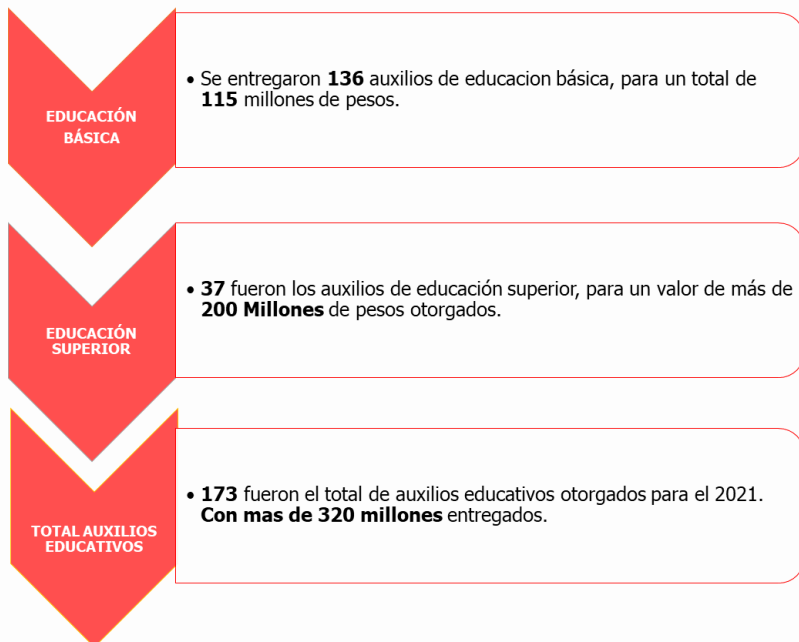 EDUCACIÓN
BÁSICA
• Se entregaron 136 auxilios de educacion básica, para un total de
115 millones de pesos.
EDUCACIÓN
SUPERIOR
• 37 fueron los auxilios de educación superior, para un valor de más de
200 Millones de pesos otorgados.
TOTAL AUXILIOS
EDUCATIVOS
• 173 fueron el total de auxilios educativos otorgados para el 2021.
Con mas de 320 millones entregados.